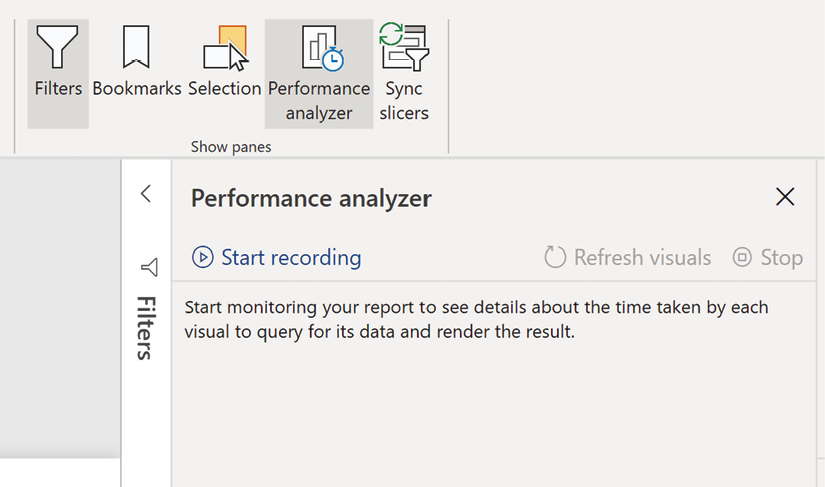 Filters Bookmarks Selection Performance analyzer Sync slicers
Show panes
Performance analyzer
Start recording Refresh visuals Stop
Filters
Start monitoring your report to see details about the time taken by each
visual to query for its data and render the result.